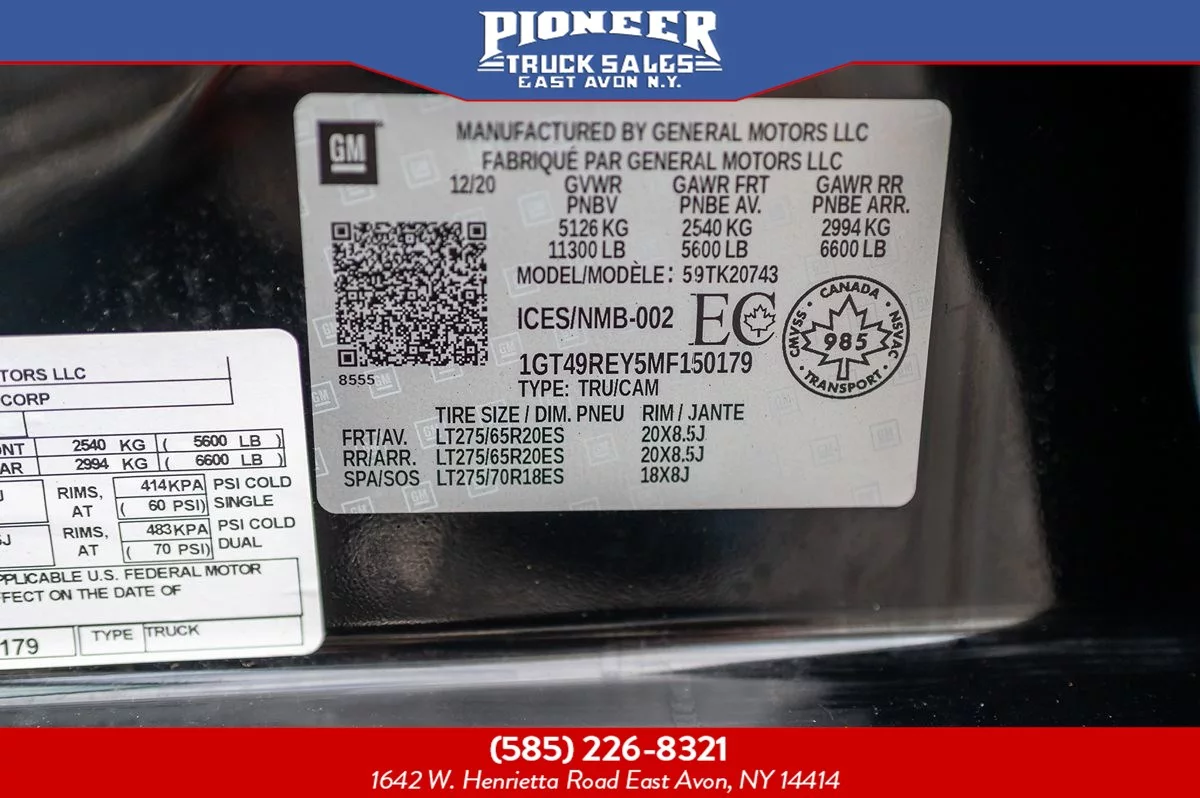 PIONEER
TRUCK SALES
EAST AVON N.Y.
GM
MANUFACTURED BY GENERAL MOTORS LLC
FABRIQUÉ PAR GENERAL MOTORS LLC
12/20 GVWR GAWR FRT GAWR RR
PNBV PNBE AV. PNBE ARR.
5126 KG 2540 KG 2994 KG
11300 LB 5600 LB 6600 LB
MODEL/MODÈLE: 59TK20743
ICES/NMB-002 EC
CANADA
CMVSS 985 NSVAC
TRANSPORT
1GT49REY5MF150179
8555
TYPE: TRU/CAM
TIRE SIZE / DIM. PNEU RIM / JANTE
FRT/AV. LT275/65R20ES 20X8.5J
RR/ARR. LT275/65R20ES 20X8.5J
SPA/SOS LT275/70R18ES 18X8J
TORS LLC
CORP
NT 2540 KG ( 5600 LB )
AR 2994 KG ( 6600 LB )
J RIMS, 414KPA PSI COLD
AT ( 60 PSI) SINGLE
5J RIMS, 483KPA PSI COLD
AT ( 70 PSI) DUAL
PPLICABLE U.S. FEDERAL MOTOR
FFECT ON THE DATE OF
179 TYPE TRUCK
(585) 226-8321
1642 W. Henrietta Road East Avon, NY 14414